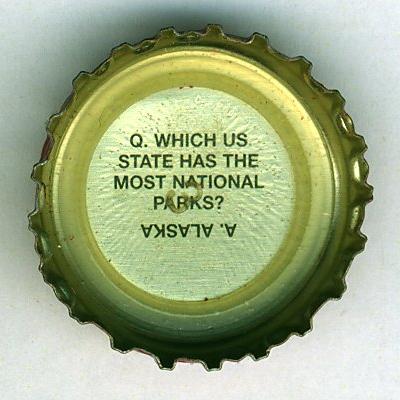 Q. WHICH US
STATE HAS THE
MOST NATIONAL
PARKS?
A. ALASKA